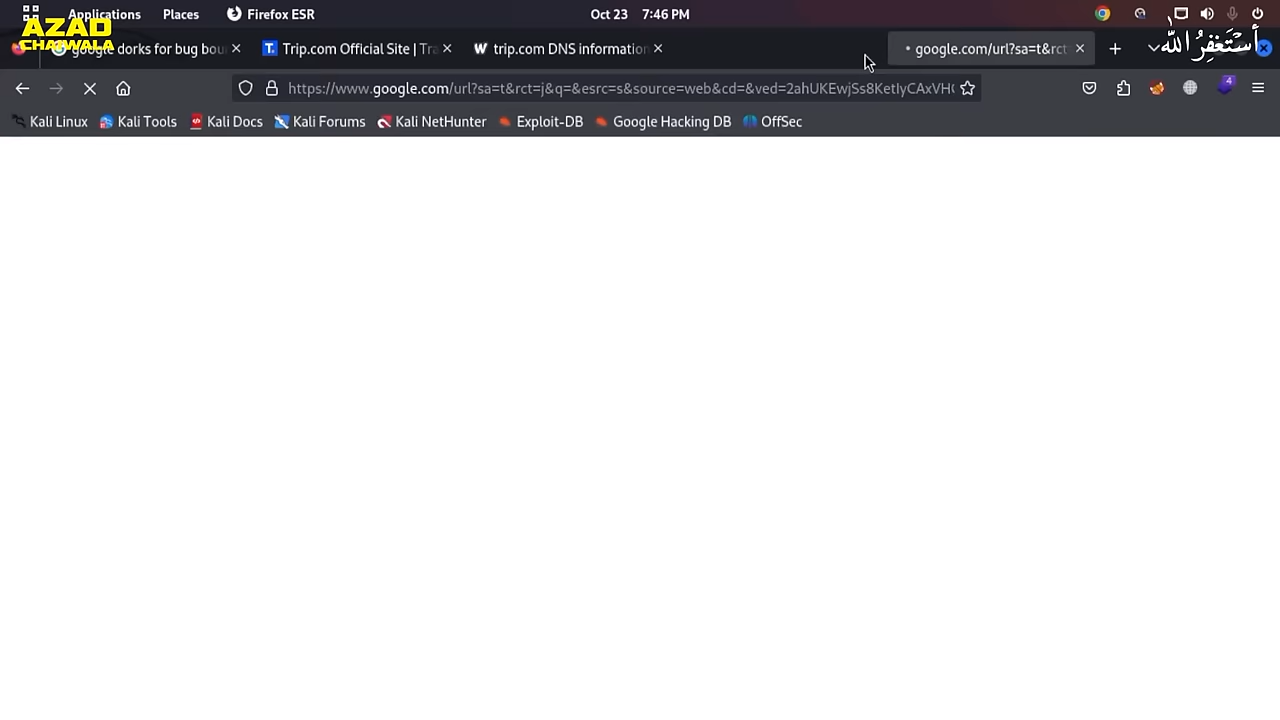 Applications Places Firefox ESR Oct 23 7:46 PM
AZAD
CHAIWALA
google dorks for bug bou
Trip.com Official Site | Tra
trip.com DNS information
google.com/url?sa=t&rct
أستغفر الله
https://www.google.com/url?sa=t&rct=j&q=&esrc=s&source=web&cd=&ved=2ahUKEwjSs8KetIyCAxVH
4
Kali Linux Kali Tools Kali Docs Kali Forums Kali NetHunter Exploit-DB Google Hacking DB OffSec